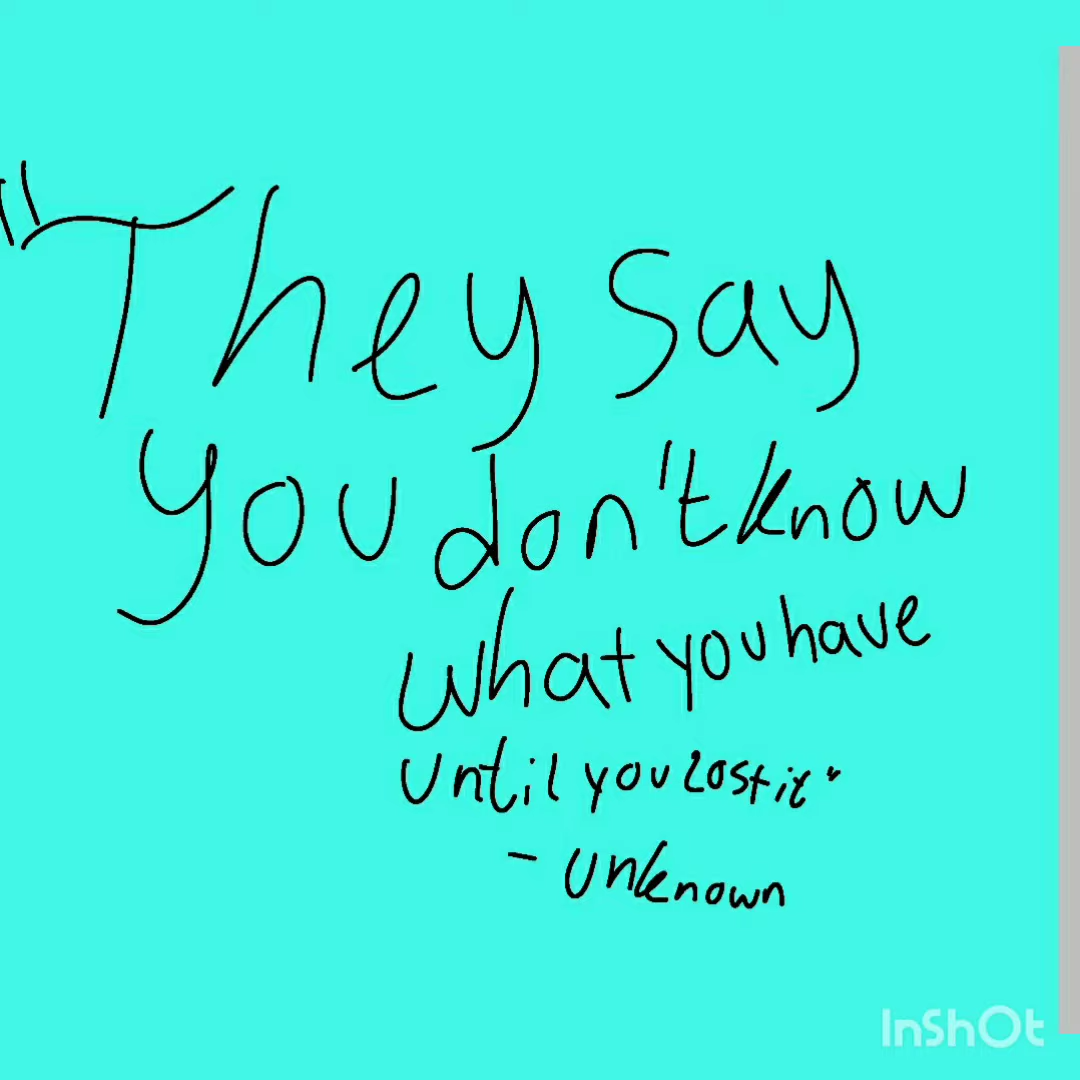 "They say
you don't know
what you have
until you lost it"
- unknown
InShOt